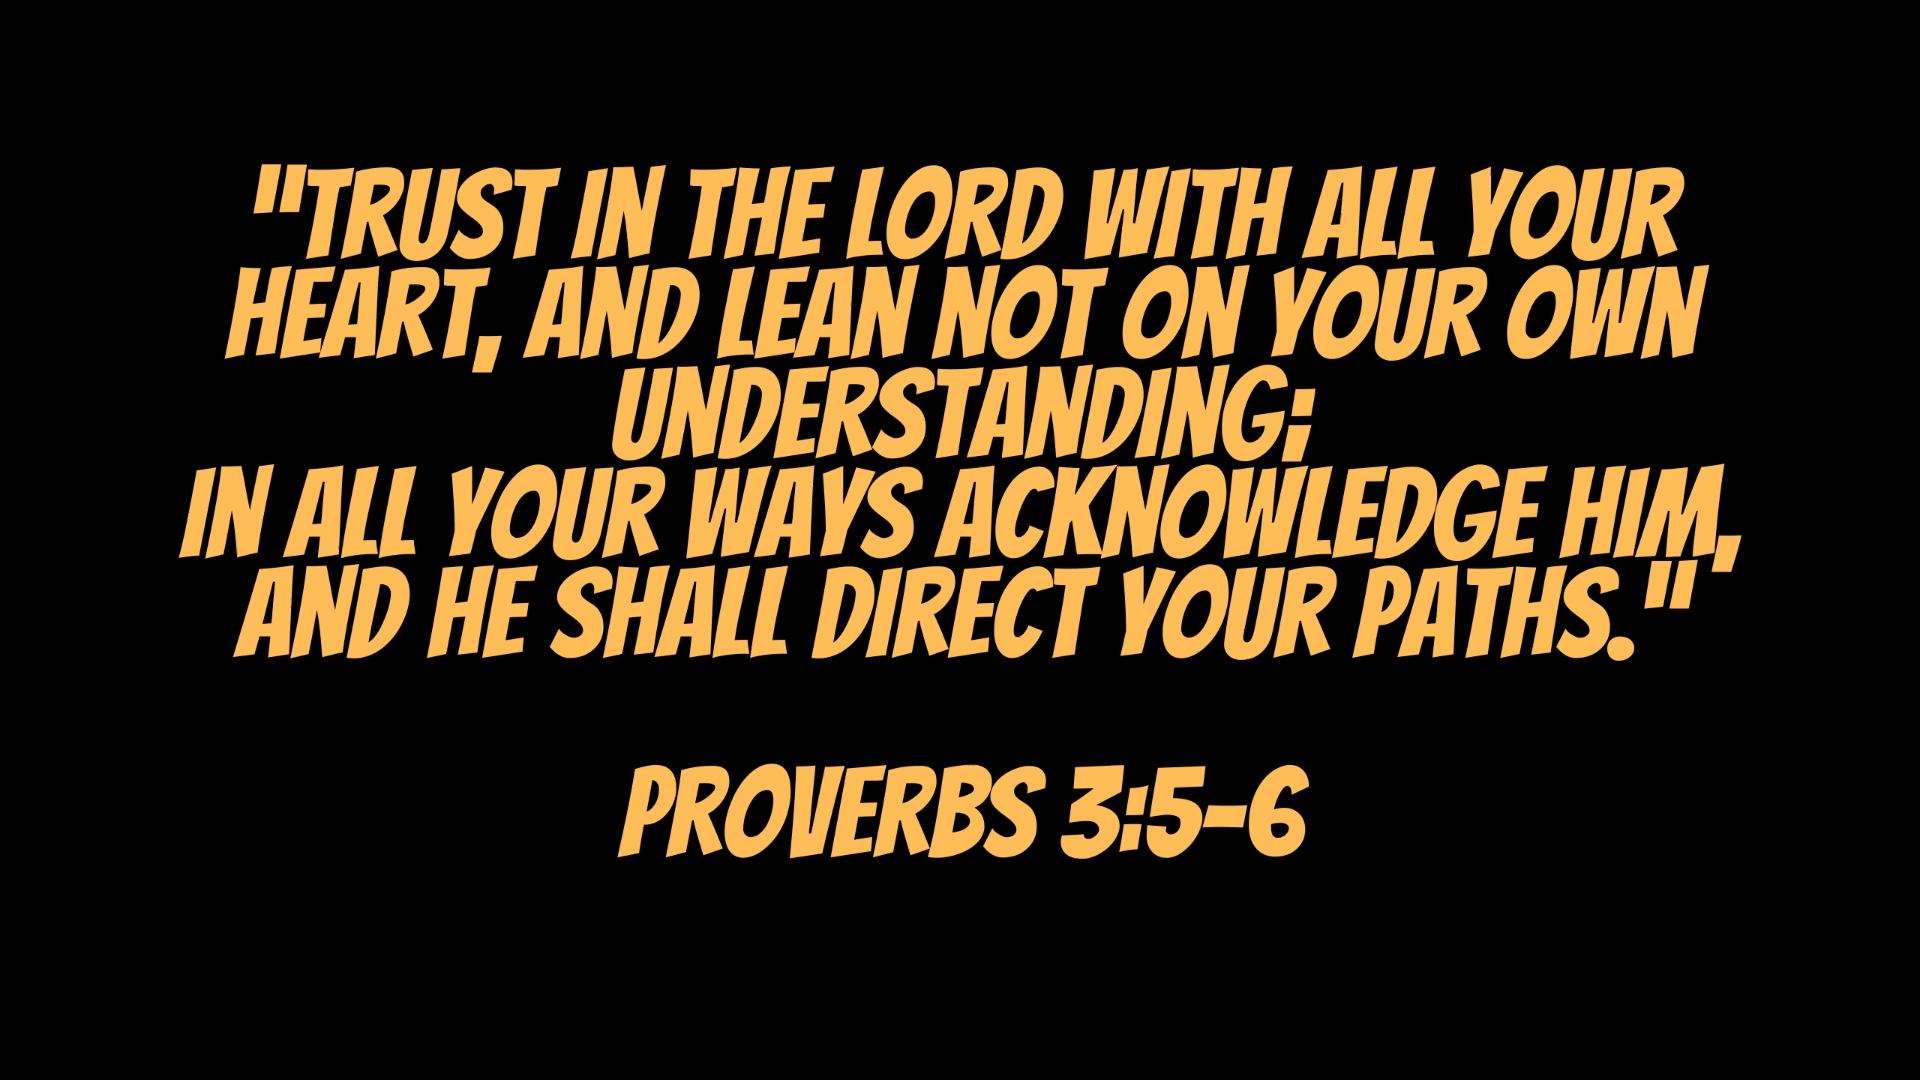 "TRUST IN THE LORD WITH ALL YOUR
HEART, AND LEAN NOT ON YOUR OWN
UNDERSTANDING;
IN ALL YOUR WAYS ACKNOWLEDGE HIM,
AND HE SHALL DIRECT YOUR PATHS."
PROVERBS 3:5-6